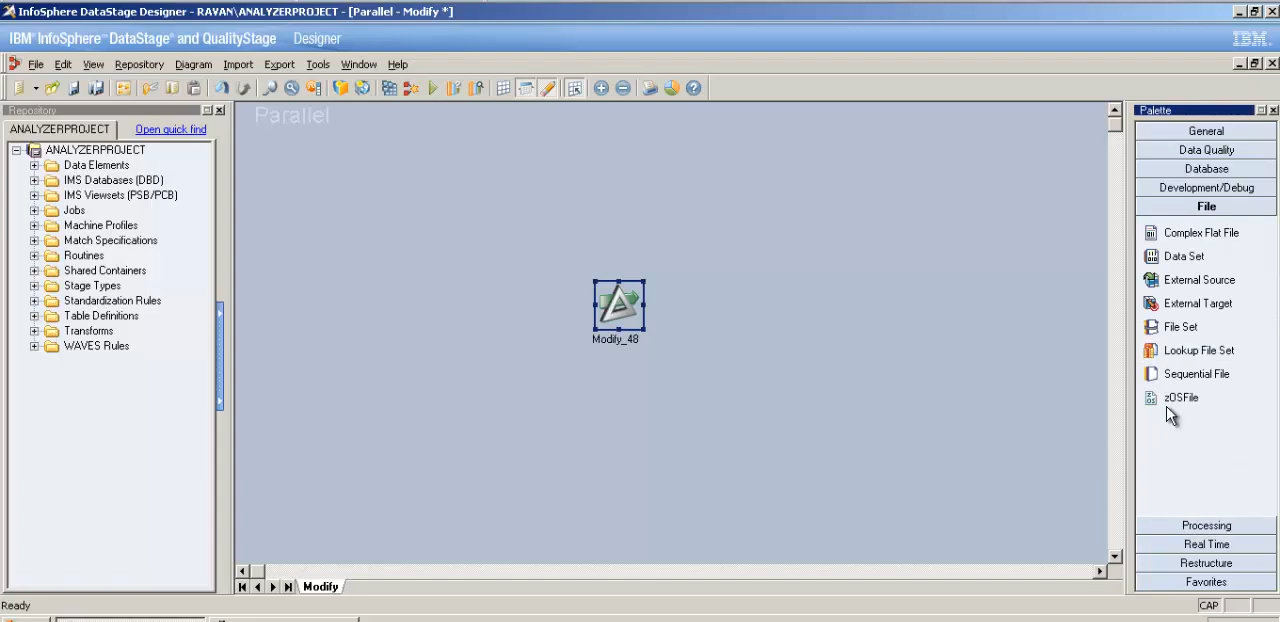 InfoSphere DataStage Designer - RAVAN\ANALYZERPROJECT - [Parallel - Modify *]
IBM® InfoSphere™ DataStage® and QualityStage Designer
IBM.
File Edit View Repository Diagram Import Export Tools Window Help
Repository
ANALYZERPROJECT Open quick find
ANALYZERPROJECT
Data Elements
IMS Databases (DBD)
IMS Viewsets (PSB/PCB)
Jobs
Machine Profiles
Match Specifications
Routines
Shared Containers
Stage Types
Standardization Rules
Table Definitions
Transforms
WAVES Rules
Parallel
Modify_48
Modify
Palette
General
Data Quality
Database
Development/Debug
File
Complex Flat File
Data Set
External Source
External Target
File Set
Lookup File Set
Sequential File
zOSFile
Processing
Real Time
Restructure
Favorites
Ready
CAP